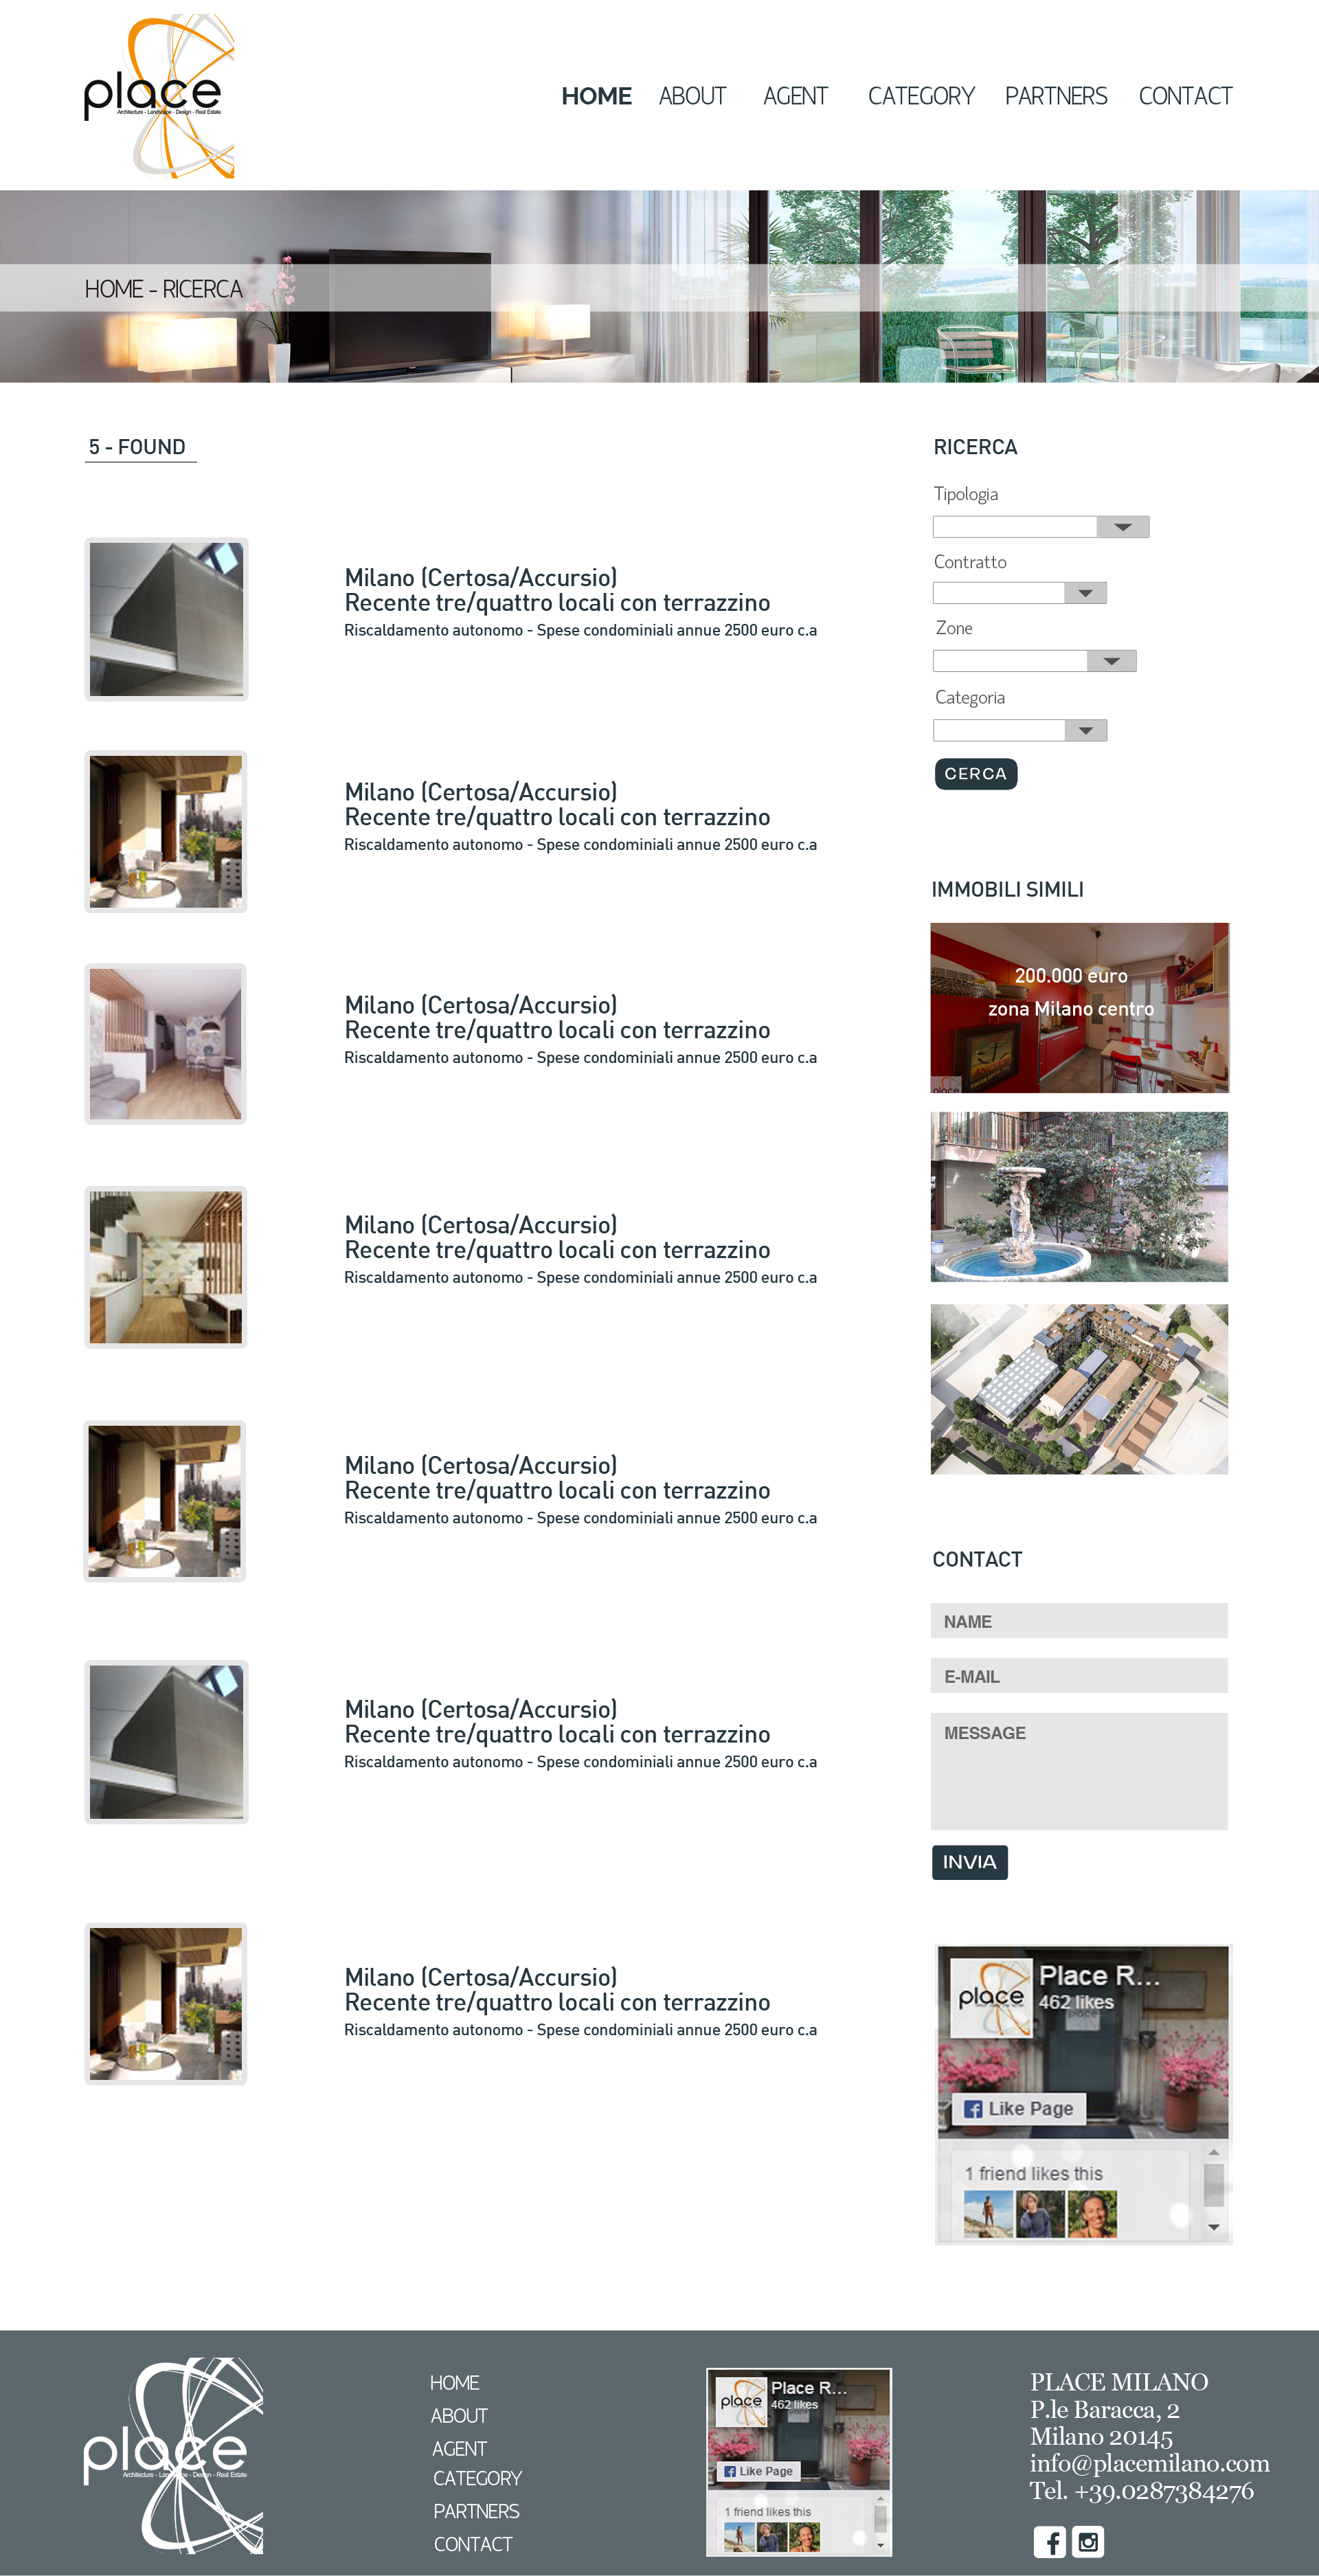 place
Architecture - Landscape - Design - Real Estate
HOME ABOUT AGENT CATEGORY PARTNERS CONTACT
HOME - RICERCA
5 - FOUND
Milano (Certosa/Accursio)
Recente tre/quattro locali con terrazzino
Riscaldamento autonomo - Spese condominiali annue 2500 euro c.a
Milano (Certosa/Accursio)
Recente tre/quattro locali con terrazzino
Riscaldamento autonomo - Spese condominiali annue 2500 euro c.a
Milano (Certosa/Accursio)
Recente tre/quattro locali con terrazzino
Riscaldamento autonomo - Spese condominiali annue 2500 euro c.a
Milano (Certosa/Accursio)
Recente tre/quattro locali con terrazzino
Riscaldamento autonomo - Spese condominiali annue 2500 euro c.a
Milano (Certosa/Accursio)
Recente tre/quattro locali con terrazzino
Riscaldamento autonomo - Spese condominiali annue 2500 euro c.a
Milano (Certosa/Accursio)
Recente tre/quattro locali con terrazzino
Riscaldamento autonomo - Spese condominiali annue 2500 euro c.a
Milano (Certosa/Accursio)
Recente tre/quattro locali con terrazzino
Riscaldamento autonomo - Spese condominiali annue 2500 euro c.a
RICERCA
Tipologia
Contratto
Zone
Categoria
CERCA
IMMOBILI SIMILI
200.000 euro
zona Milano centro
place
CONTACT
NAME
E-MAIL
MESSAGE
INVIA
place
Place R...
462 likes
place
Like Page
1 friend likes this
place
Architecture - Landscape - Design - Real Estate
HOME
ABOUT
AGENT
CATEGORY
PARTNERS
CONTACT
place
Place R...
462 likes
Like Page
1 friend likes this
PLACE MILANO
P.le Baracca, 2
Milano 20145
info@placemilano.com
Tel. +39.0287384276